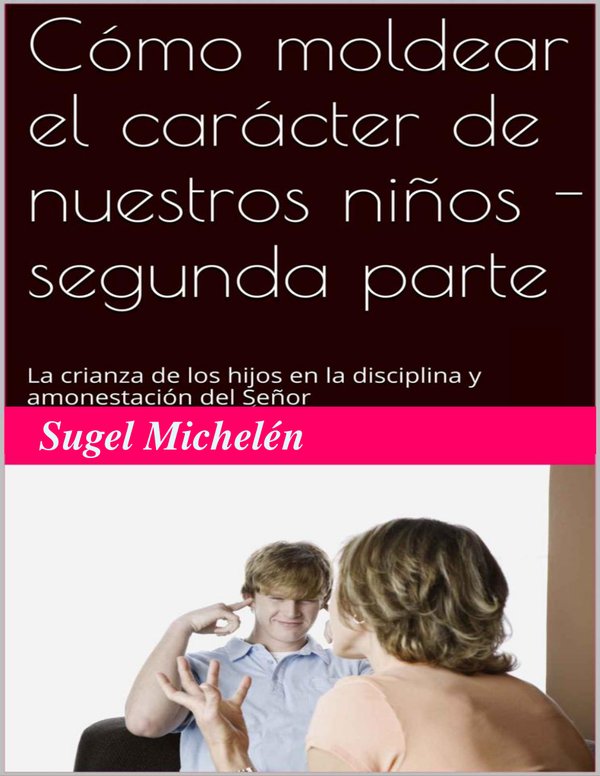 Cómo moldear
el carácter de
nuestros niños -
segunda parte
La crianza de los hijos en la disciplina y
amonestación del Señor
Sugel Michelén